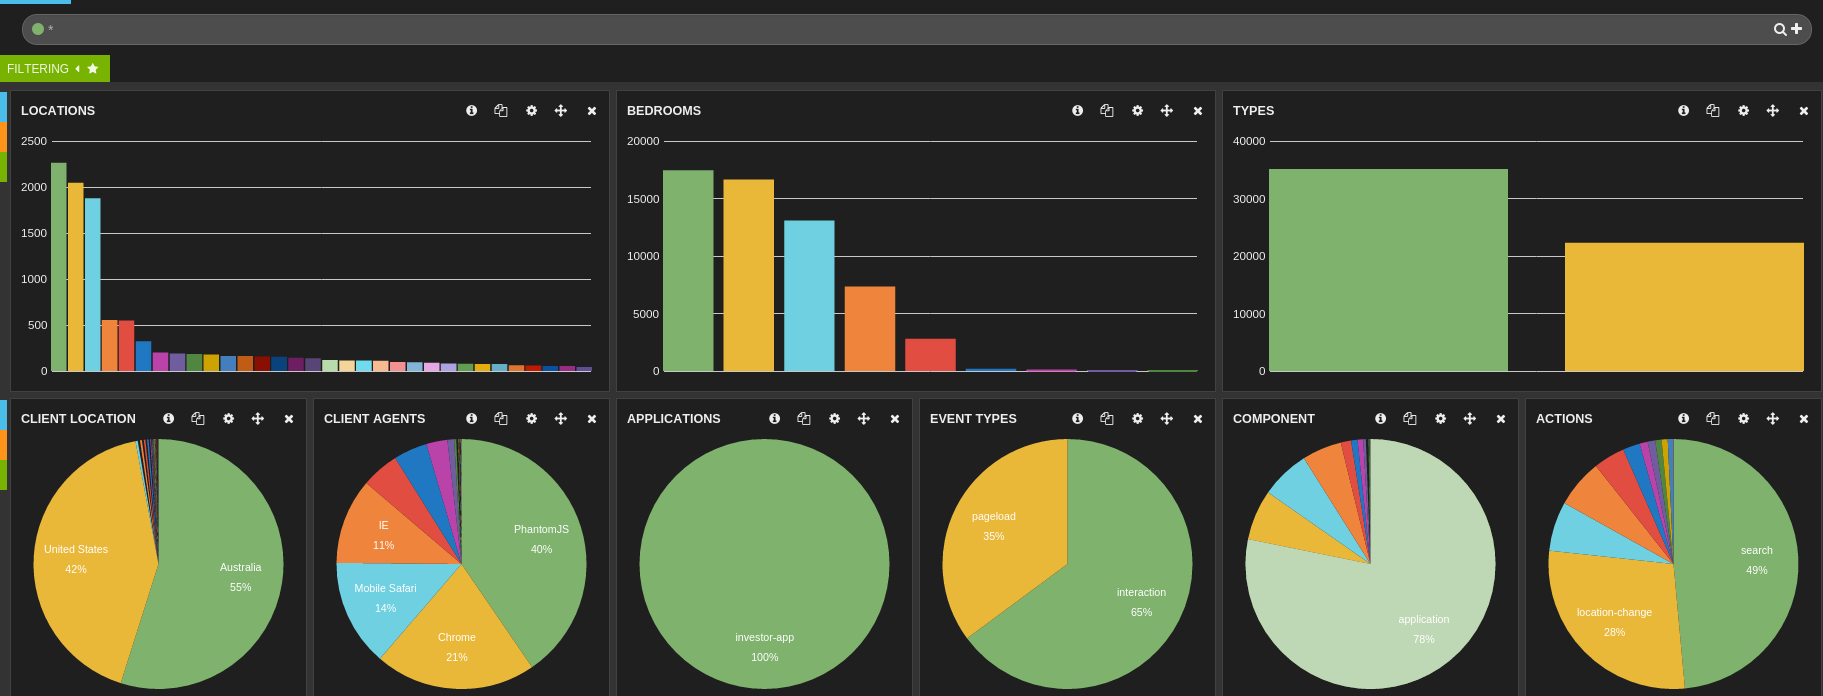 *
FILTERING
LOCATIONS
2500
2000
1500
1000
500
0
BEDROOMS
20000
15000
10000
5000
0
TYPES
40000
30000
20000
10000
0
CLIENT LOCATION
United States
42%
Australia
55%
CLIENT AGENTS
PhantomJS
40%
IE
11%
Mobile Safari
14%
Chrome
21%
APPLICATIONS
investor-app
100%
EVENT TYPES
pageload
35%
interaction
65%
COMPONENT
application
78%
ACTIONS
search
49%
location-change
28%